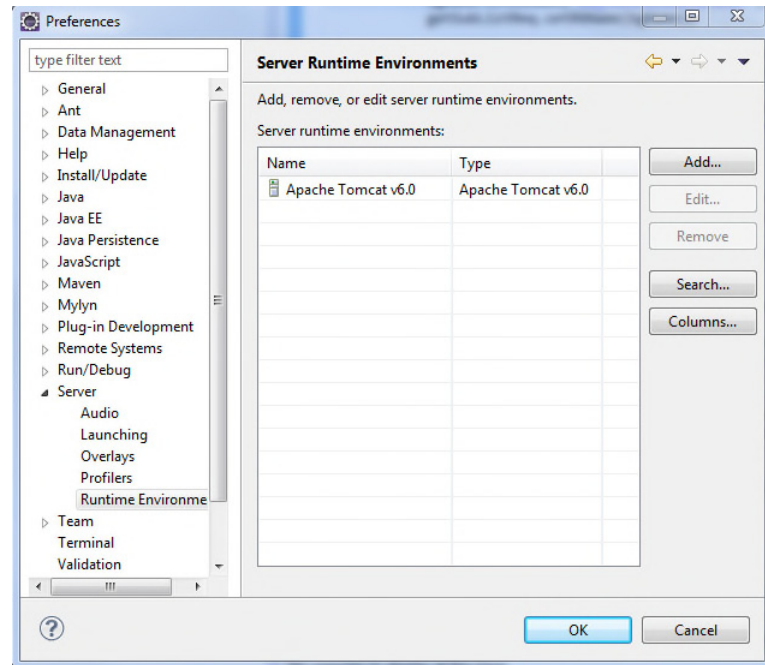 Preferences
type filter text
General
Ant
Data Management
Help
Install/Update
Java
Java EE
Java Persistence
JavaScript
Maven
Mylyn
Plug-in Development
Remote Systems
Run/Debug
Server
Audio
Launching
Overlays
Profilers
Runtime Environme
Team
Terminal
Validation
Server Runtime Environments
Add, remove, or edit server runtime environments.
Server runtime environments:
Name Type
Apache Tomcat v6.0 Apache Tomcat v6.0
Add...
Edit...
Remove
Search...
Columns...
OK Cancel